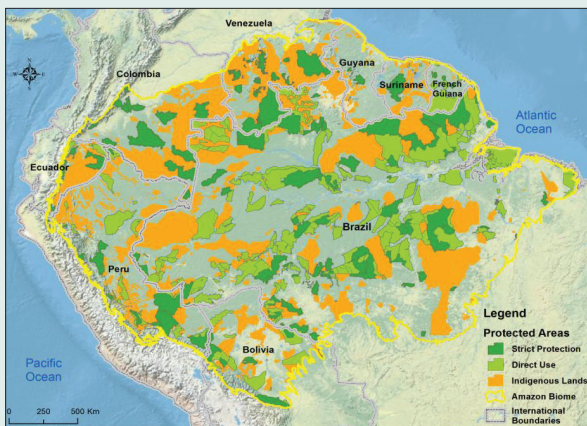 Venezuela
Guyana
Colombia
Suriname
French
Guiana
Atlantic
Ocean
Ecuador
Brazil
Peru
Legend
Protected Areas
Bolivia
Strict Protection
Direct Use
Pacific
Ocean
Indigenous Lands
Amazon Biome
International
Boundaries
0 250 500 Km